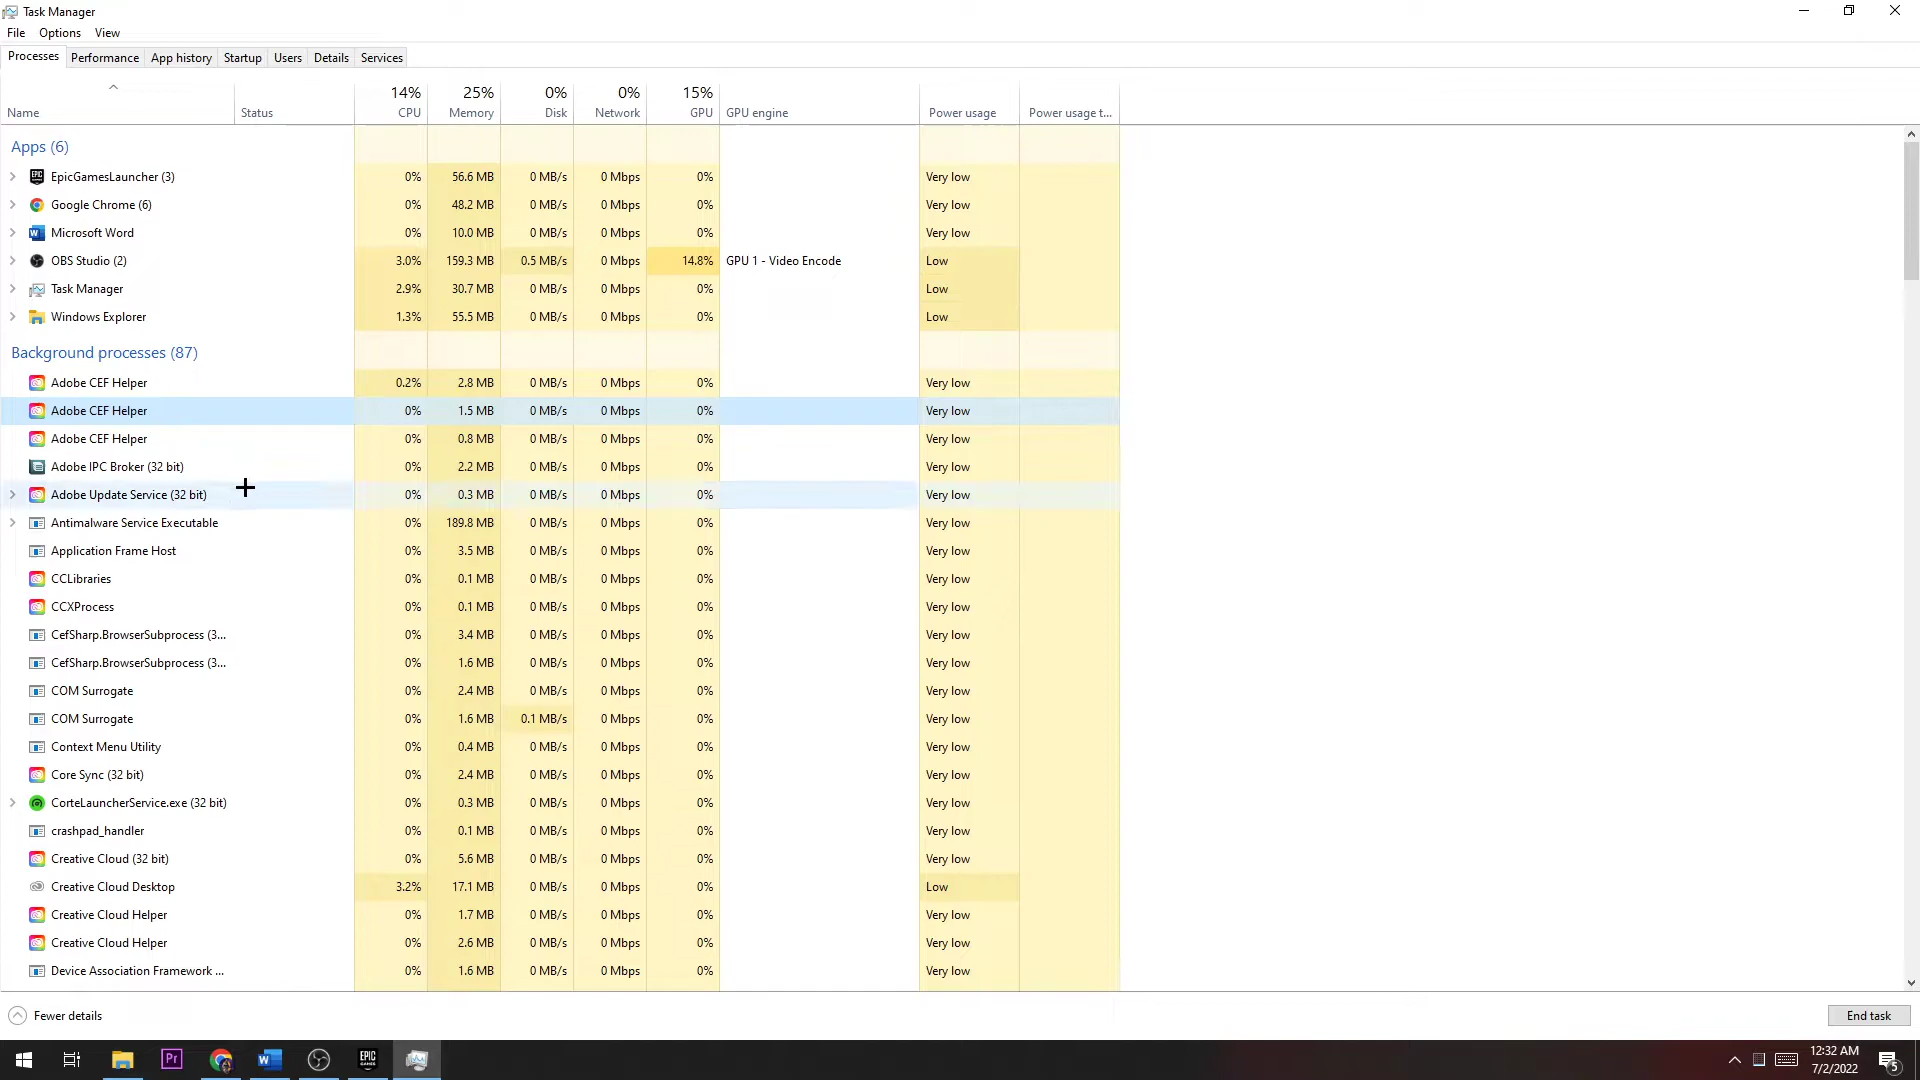 Task Manager
File Options View
Processes Performance App history Startup Users Details Services
14% 25% 0% 0% 15%
Name Status CPU Memory Disk Network GPU GPU engine Power usage Power usage t...
Apps (6)
EpicGamesLauncher (3) 0% 56.6 MB 0 MB/s 0 Mbps 0% Very low
Google Chrome (6) 0% 48.2 MB 0 MB/s 0 Mbps 0% Very low
Microsoft Word 0% 10.0 MB 0 MB/s 0 Mbps 0% Very low
OBS Studio (2) 3.0% 159.3 MB 0.5 MB/s 0 Mbps 14.8% GPU 1 - Video Encode Low
Task Manager 2.9% 30.7 MB 0 MB/s 0 Mbps 0% Low
Windows Explorer 1.3% 55.5 MB 0 MB/s 0 Mbps 0% Low
Background processes (87)
Adobe CEF Helper 0.2% 2.8 MB 0 MB/s 0 Mbps 0% Very low
Adobe CEF Helper 0% 1.5 MB 0 MB/s 0 Mbps 0% Very low
Adobe CEF Helper 0% 0.8 MB 0 MB/s 0 Mbps 0% Very low
Adobe IPC Broker (32 bit) 0% 2.2 MB 0 MB/s 0 Mbps 0% Very low
Adobe Update Service (32 bit) 0% 0.3 MB 0 MB/s 0 Mbps 0% Very low
Antimalware Service Executable 0% 189.8 MB 0 MB/s 0 Mbps 0% Very low
Application Frame Host 0% 3.5 MB 0 MB/s 0 Mbps 0% Very low
CCLibraries 0% 0.1 MB 0 MB/s 0 Mbps 0% Very low
CCXProcess 0% 0.1 MB 0 MB/s 0 Mbps 0% Very low
CefSharp.BrowserSubprocess (3... 0% 3.4 MB 0 MB/s 0 Mbps 0% Very low
CefSharp.BrowserSubprocess (3... 0% 1.6 MB 0 MB/s 0 Mbps 0% Very low
COM Surrogate 0% 2.4 MB 0 MB/s 0 Mbps 0% Very low
COM Surrogate 0% 1.6 MB 0.1 MB/s 0 Mbps 0% Very low
Context Menu Utility 0% 0.4 MB 0 MB/s 0 Mbps 0% Very low
Core Sync (32 bit) 0% 2.4 MB 0 MB/s 0 Mbps 0% Very low
CorteLauncherService.exe (32 bit) 0% 0.3 MB 0 MB/s 0 Mbps 0% Very low
crashpad_handler 0% 0.1 MB 0 MB/s 0 Mbps 0% Very low
Creative Cloud (32 bit) 0% 5.6 MB 0 MB/s 0 Mbps 0% Very low
Creative Cloud Desktop 3.2% 17.1 MB 0 MB/s 0 Mbps 0% Low
Creative Cloud Helper 0% 1.7 MB 0 MB/s 0 Mbps 0% Very low
Creative Cloud Helper 0% 2.6 MB 0 MB/s 0 Mbps 0% Very low
Device Association Framework ... 0% 1.6 MB 0 MB/s 0 Mbps 0% Very low
Fewer details End task
Pr W EPIC GAMES 12:32 AM
7/2/2022 5